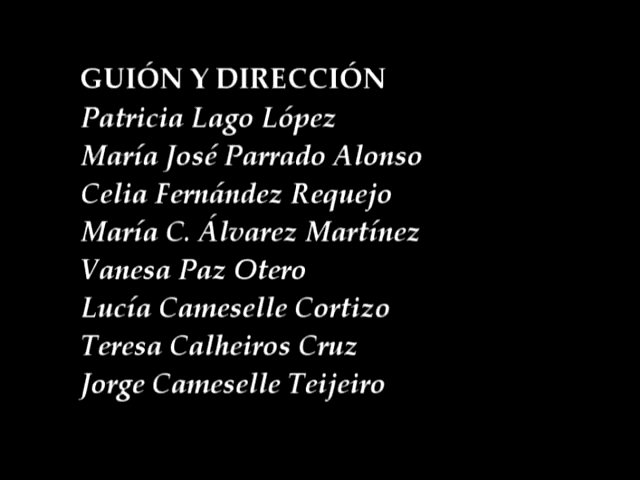 GUIÓN Y DIRECCIÓN
Patricia Lago López
María José Parrado Alonso
Celia Fernández Requejo
María C. Álvarez Martínez
Vanesa Paz Otero
Lucía Cameselle Cortizo
Teresa Calheiros Cruz
Jorge Cameselle Teijeiro